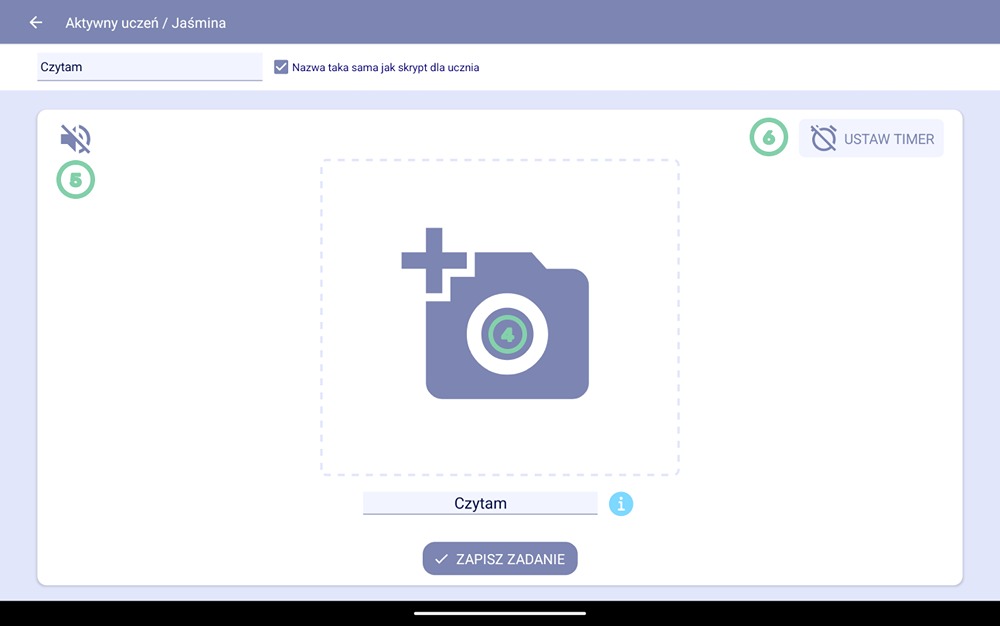 Aktywny uczeń / Jaśmina
Czytam
Nazwa taka sama jak skrypt dla ucznia
6
USTAW TIMER
5
4
Czytam
i
ZAPISZ ZADANIE